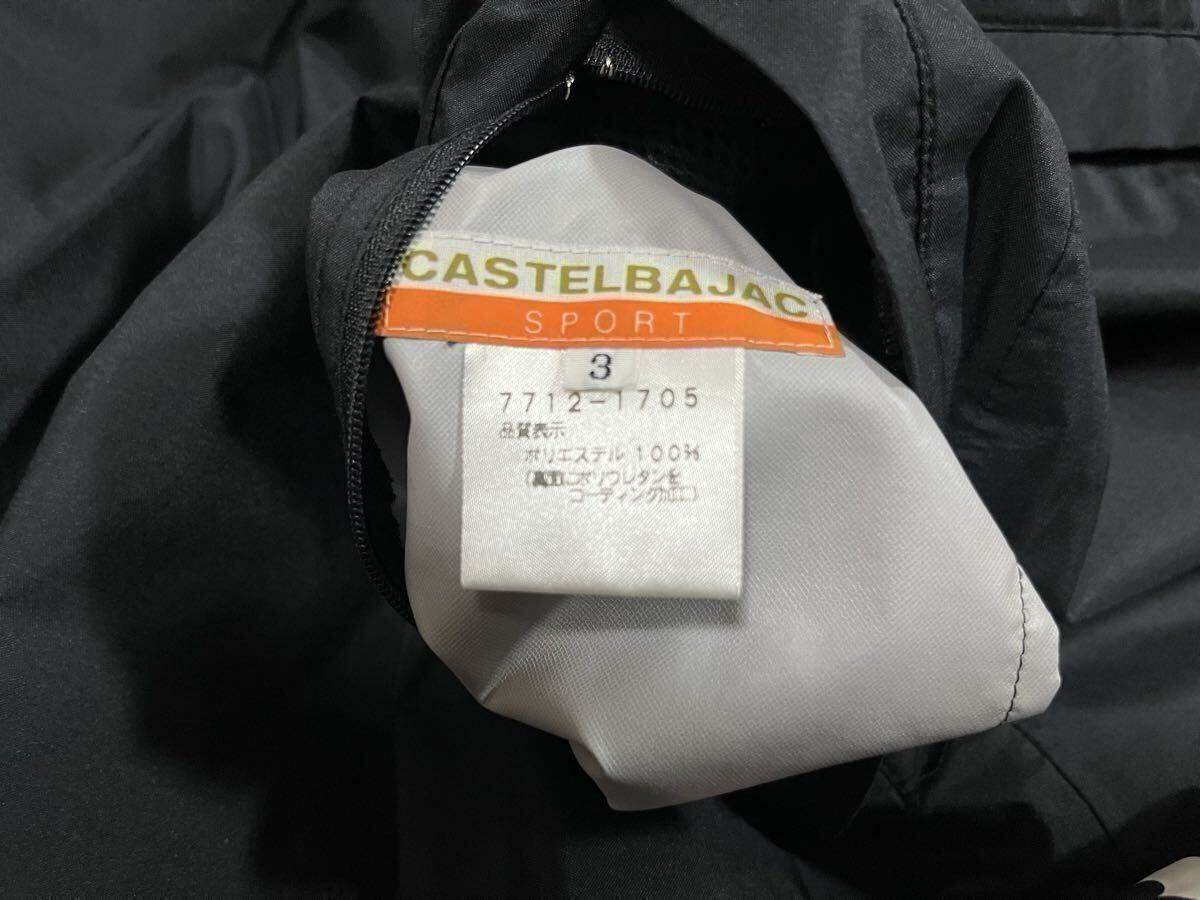 CASTELBAJAC
SPORT
3
7712-1705
品質表示
ポリエステル 100%
(裏面にポリウレタンを
コーティング加工)